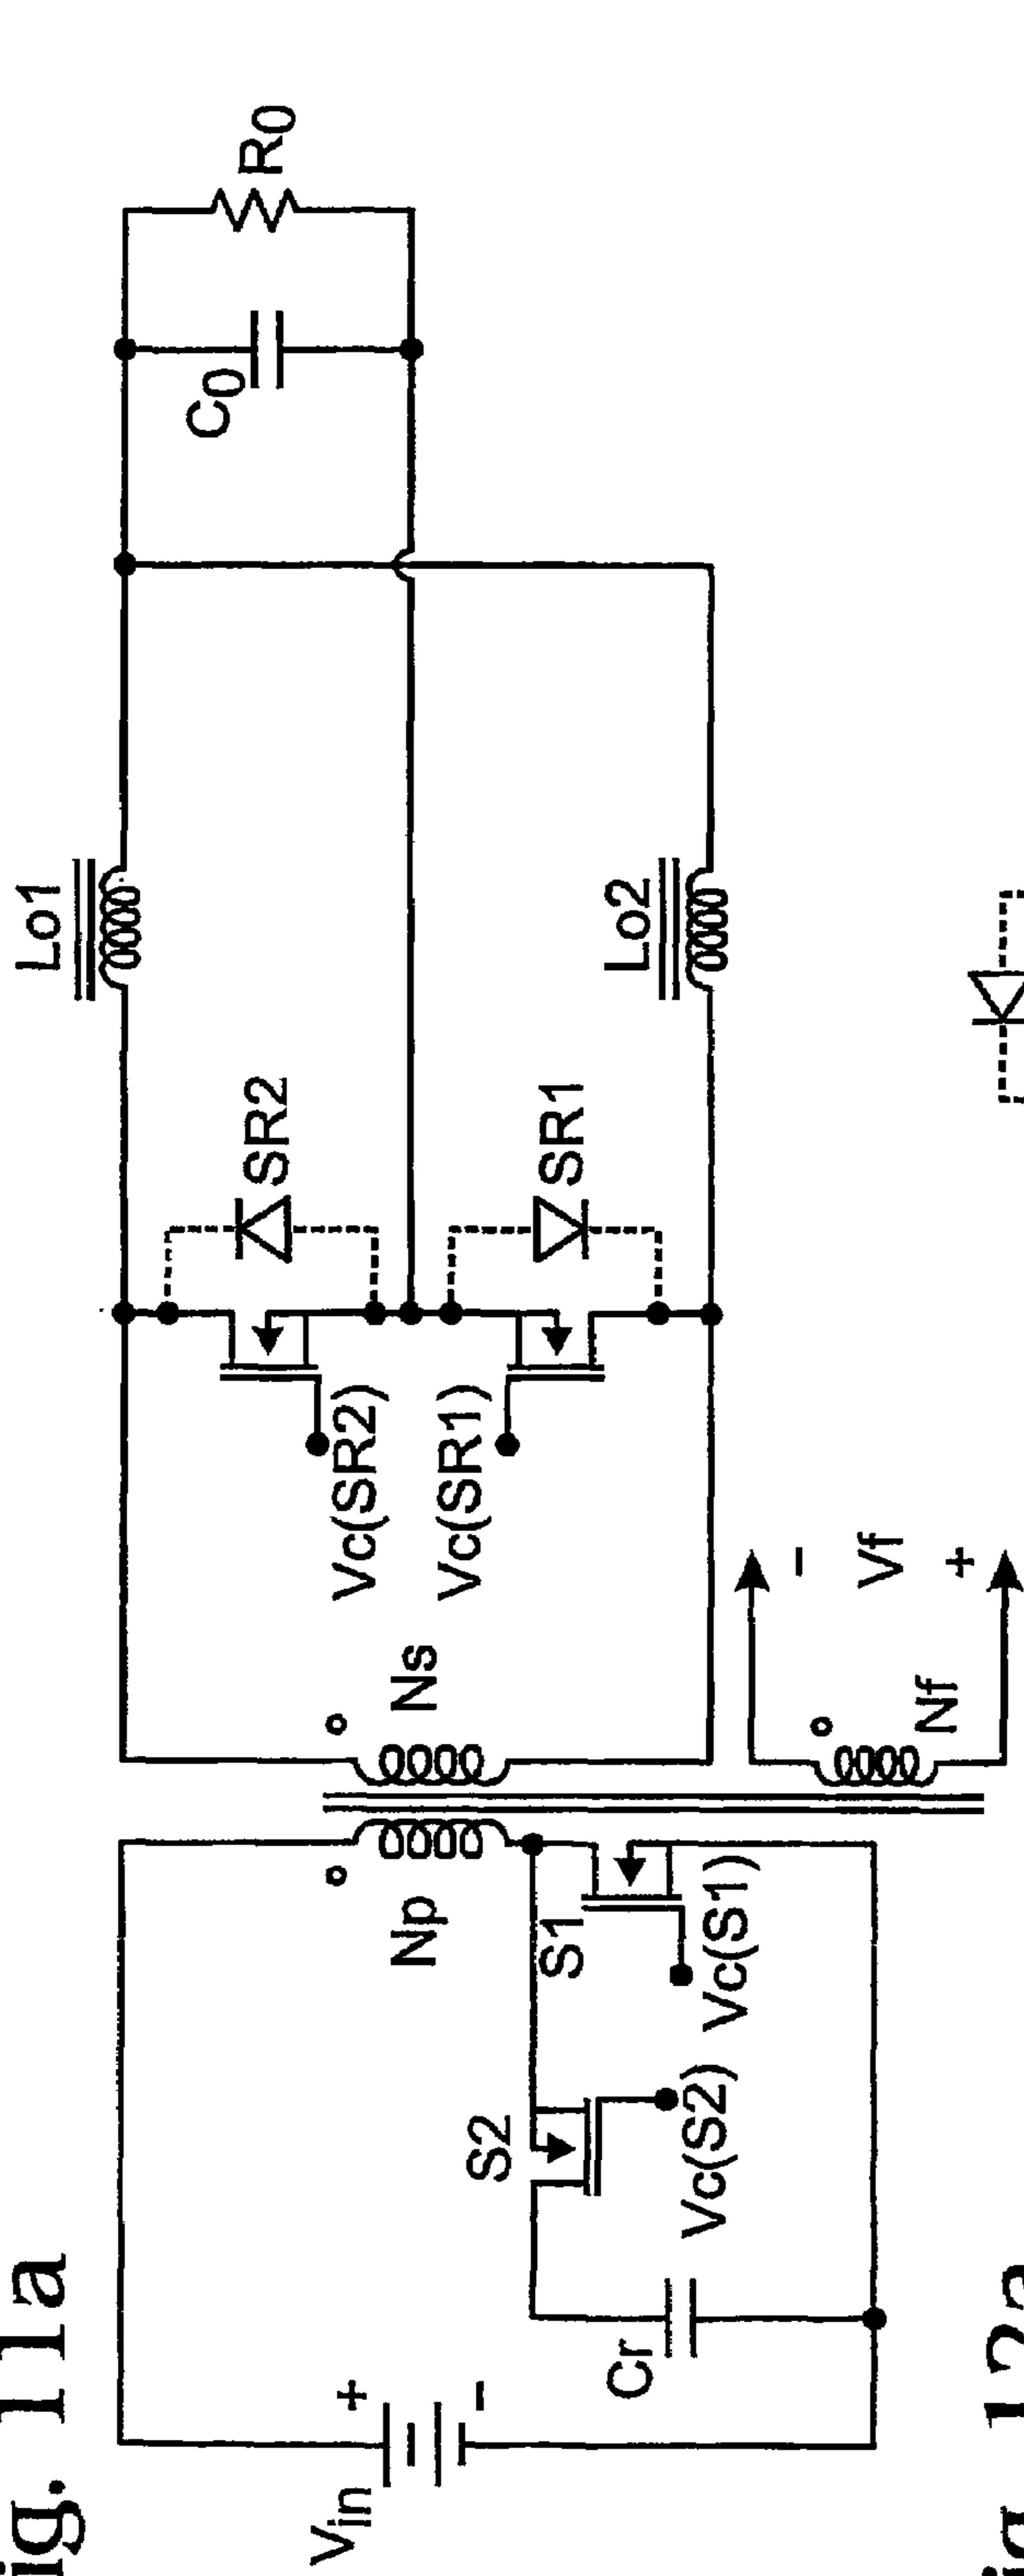 ig. 11a
Vin
+
-
Cr
S2
Vc(S2)
S1
Vc(S1)
Np
Ns
Nf
-
Vf
+
Vc(SR2)
Vc(SR1)
SR2
SR1
Lo1
Lo2
C0
R0